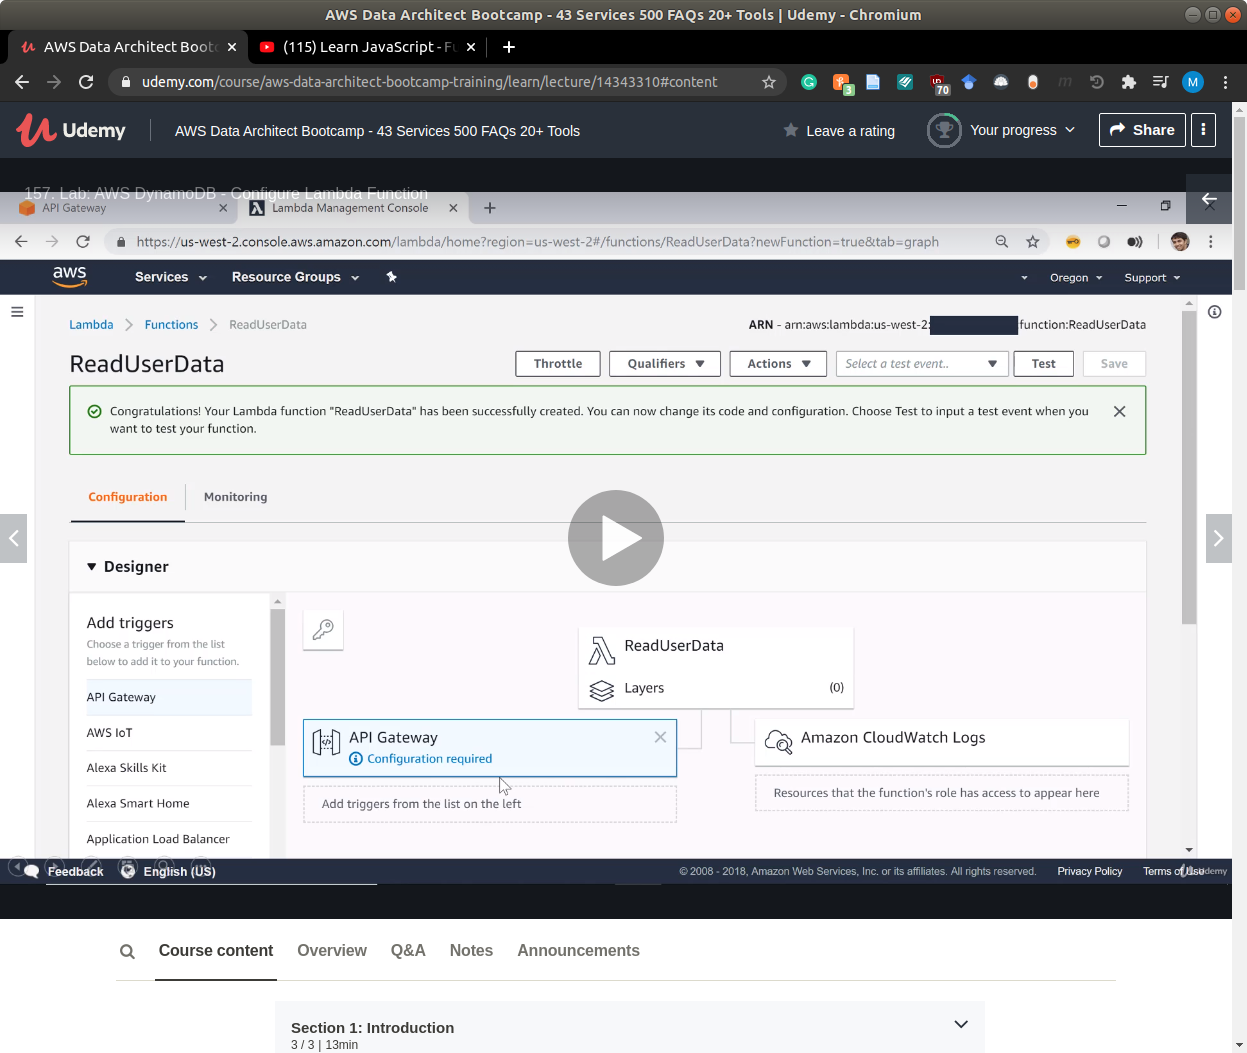 AWS Data Architect Bootcamp - 43 Services 500 FAQs 20+ Tools | Udemy - Chromium
AWS Data Architect Bootc
(115) Learn JavaScript - Fu
udemy.com/course/aws-data-architect-bootcamp-training/learn/lecture/14343310#content
3
70
m
M
Udemy
AWS Data Architect Bootcamp - 43 Services 500 FAQs 20+ Tools
Leave a rating
Your progress
Share
157. Lab: AWS DynamoDB - Configure Lambda Function
API Gateway
Lambda Management Console
https://us-west-2.console.aws.amazon.com/lambda/home?region=us-west-2#/functions/ReadUserData?newFunction=true&tab=graph
aws
Services
Resource Groups
Oregon
Support
Lambda
Functions
ReadUserData
ARN - arn:aws:lambda:us-west-2:
:function:ReadUserData
ReadUserData
Throttle
Qualifiers
Actions
Select a test event..
Test
Save
Congratulations! Your Lambda function "ReadUserData" has been successfully created. You can now change its code and configuration. Choose Test to input a test event when you
want to test your function.
Configuration
Monitoring
Designer
Add triggers
Choose a trigger from the list
below to add it to your function.
API Gateway
AWS IoT
Alexa Skills Kit
Alexa Smart Home
Application Load Balancer
ReadUserData
Layers
(0)
API Gateway
Configuration required
Add triggers from the list on the left
Amazon CloudWatch Logs
Resources that the function's role has access to appear here
Feedback
English (US)
© 2008 - 2018, Amazon Web Services, Inc. or its affiliates. All rights reserved.
Privacy Policy
Terms of Use
Udemy
Course content
Overview
Q&A
Notes
Announcements
Section 1: Introduction
3 / 3 | 13min